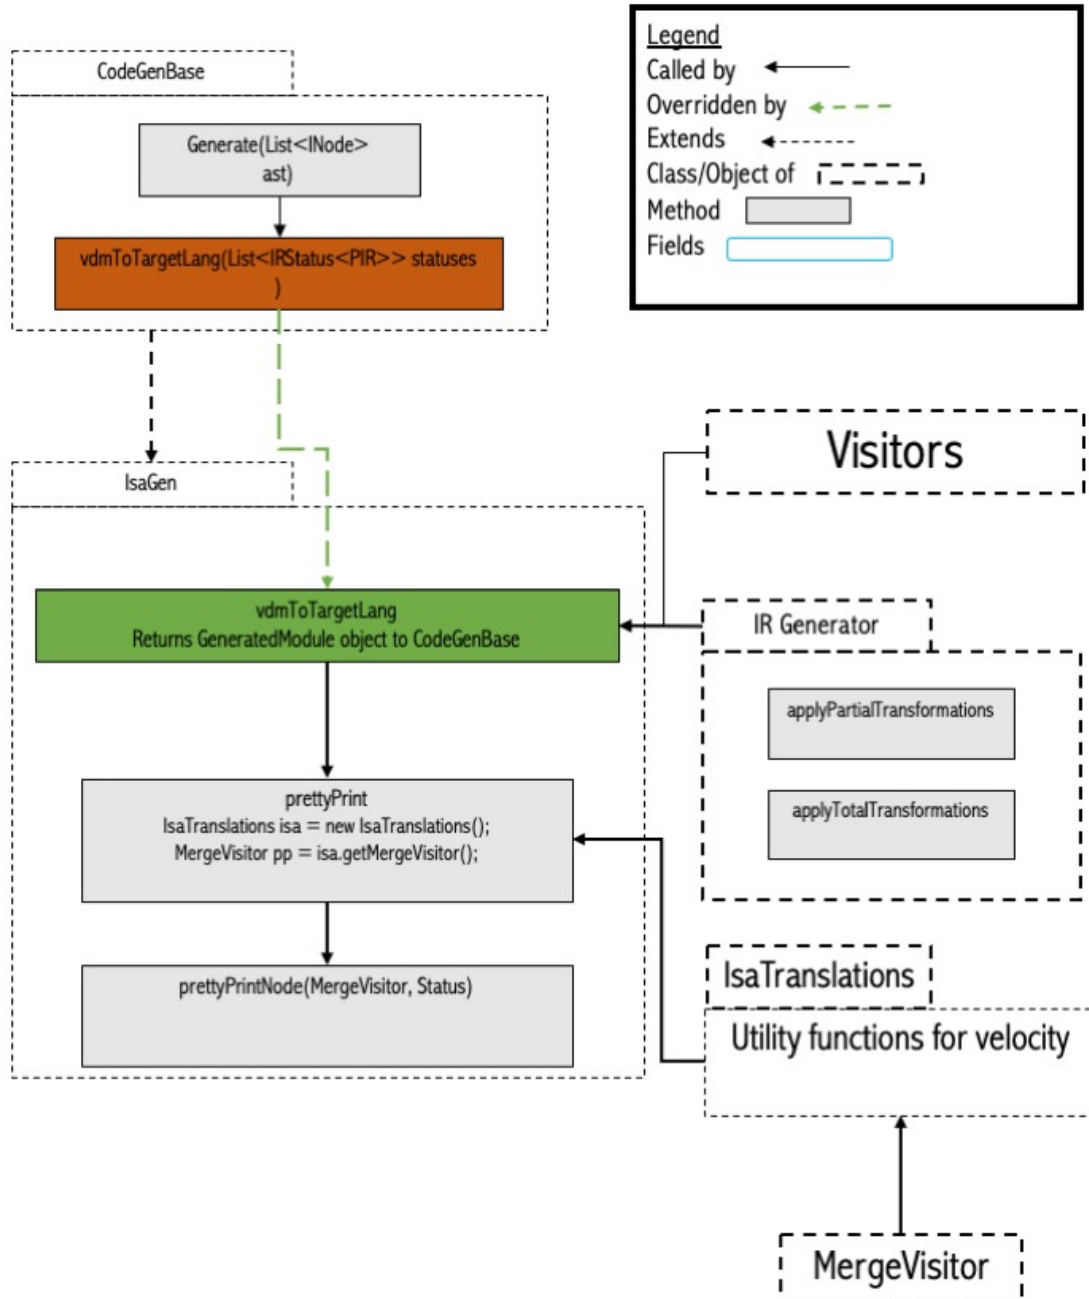 Legend
Called by
Overridden by
Extends
Class/Object of
Method
Fields
CodeGenBase
Generate(List<INode>
ast)
vdmToTargetLang(List<IRStatus<PIR>> statuses
)
IsaGen
vdmToTargetLang
Returns GeneratedModule object to CodeGenBase
prettyPrint
IsaTranslations isa = new IsaTranslations();
MergeVisitor pp = isa.getMergeVisitor();
prettyPrintNode(MergeVisitor, Status)
Visitors
IR Generator
applyPartialTransformations
applyTotalTransformations
IsaTranslations
Utility functions for velocity
MergeVisitor